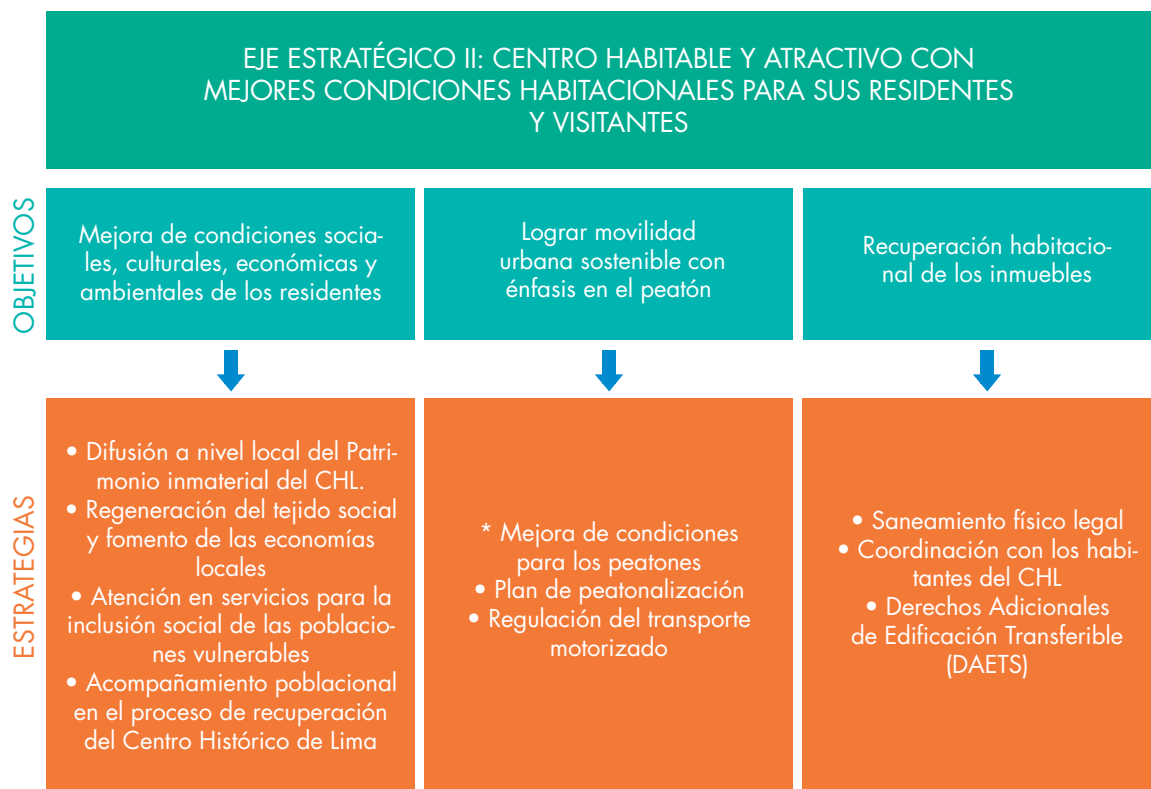 EJE ESTRATÉGICO II: CENTRO HABITABLE Y ATRACTIVO CON
MEJORES CONDICIONES HABITACIONALES PARA SUS RESIDENTES
Y VISITANTES
OBJETIVOS
Mejora de condiciones socia-
les, culturales, económicas y
ambientales de los residentes
Lograr movilidad
urbana sostenible con
énfasis en el peatón
Recuperación habitacio-
nal de los inmuebles
ESTRATEGIAS
• Difusión a nivel local del Patri-
monio inmaterial del CHL.
• Regeneración del tejido social
y fomento de las economías
locales
• Atención en servicios para la
inclusión social de las poblacio-
nes vulnerables
• Acompañamiento poblacional
en el proceso de recuperación
del Centro Histórico de Lima
* Mejora de condiciones
para los peatones
• Plan de peatonalización
• Regulación del transporte
motorizado
• Saneamiento físico legal
• Coordinación con los habi-
tantes del CHL
• Derechos Adicionales
de Edificación Transferible
(DAETS)